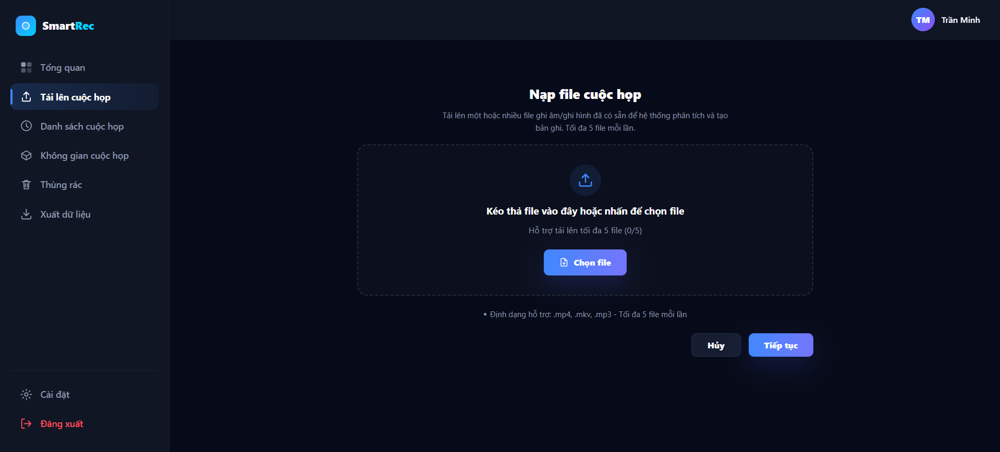 SmartRec
TM
Trần Minh
Tổng quan
Tải lên cuộc họp
Danh sách cuộc họp
Không gian cuộc họp
Thùng rác
Xuất dữ liệu
Cài đặt
Đăng xuất
Nạp file cuộc họp
Tải lên một hoặc nhiều file ghi âm/ghi hình đã có sẵn để hệ thống phân tích và tạo
bản ghi. Tối đa 5 file mỗi lần.
Kéo thả file vào đây hoặc nhấn để chọn file
Hỗ trợ tải lên tối đa 5 file (0/5)
Chọn file
• Định dạng hỗ trợ: .mp4, .mkv, .mp3 - Tối đa 5 file mỗi lần
Hủy
Tiếp tục